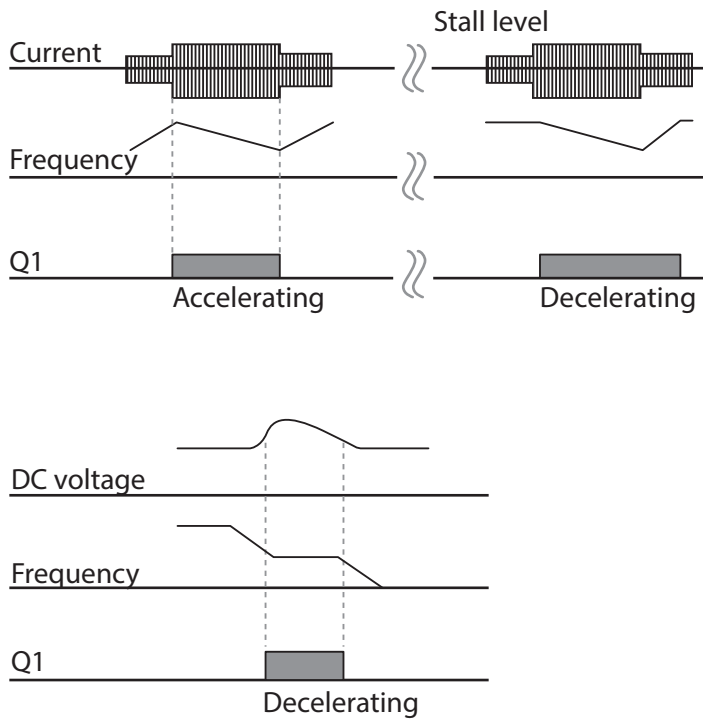 Stall level
Current
Frequency
Q1
Accelerating
Decelerating
DC voltage
Frequency
Q1
Decelerating